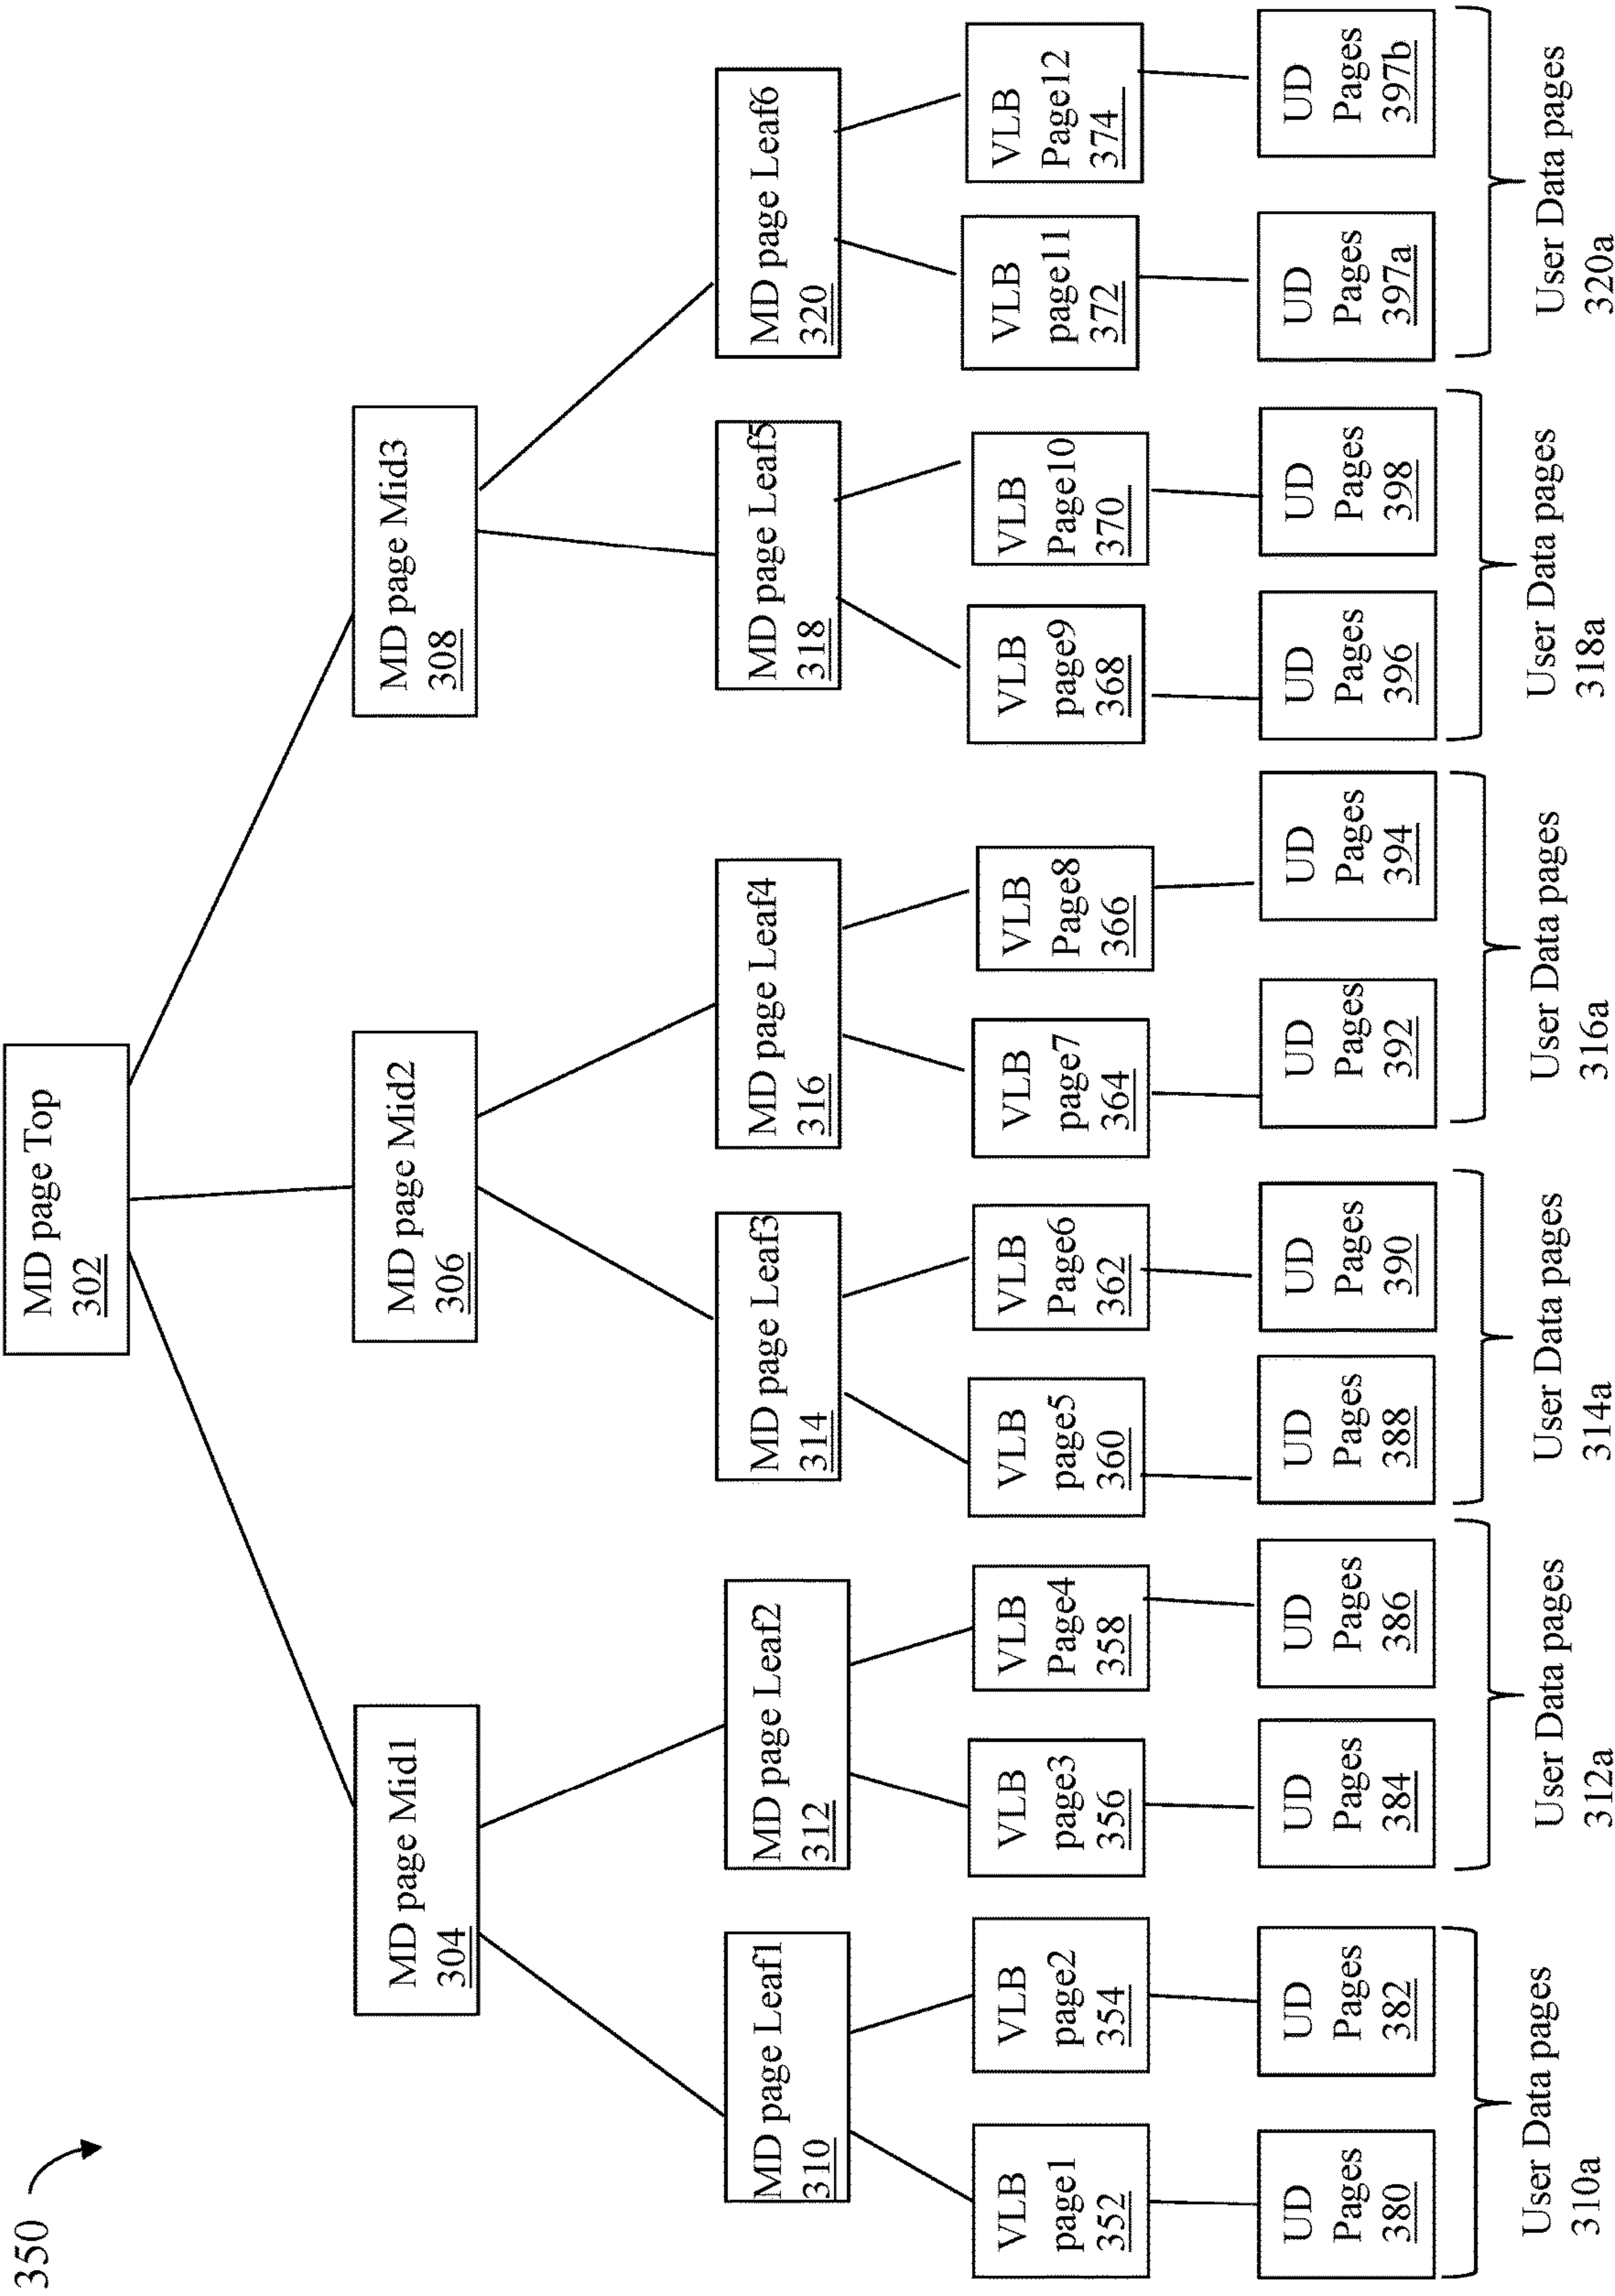 350
MD page Top
302
MD page Mid1
304
MD page Mid2
306
MD page Mid3
308
MD page Leaf1
310
MD page Leaf2
312
MD page Leaf3
314
MD page Leaf4
316
MD page Leaf5
318
MD page Leaf6
320
VLB
page1
352
VLB
page2
354
VLB
page3
356
VLB
Page4
358
VLB
page5
360
VLB
Page6
362
VLB
page7
364
VLB
Page8
366
VLB
page9
368
VLB
Page10
370
VLB
page11
372
VLB
Page12
374
UD
Pages
380
UD
Pages
382
UD
Pages
384
UD
Pages
386
UD
Pages
388
UD
Pages
390
UD
Pages
392
UD
Pages
394
UD
Pages
396
UD
Pages
398
UD
Pages
397a
UD
Pages
397b
User Data pages
310a
User Data pages
312a
User Data pages
314a
User Data pages
316a
User Data pages
318a
User Data pages
320a